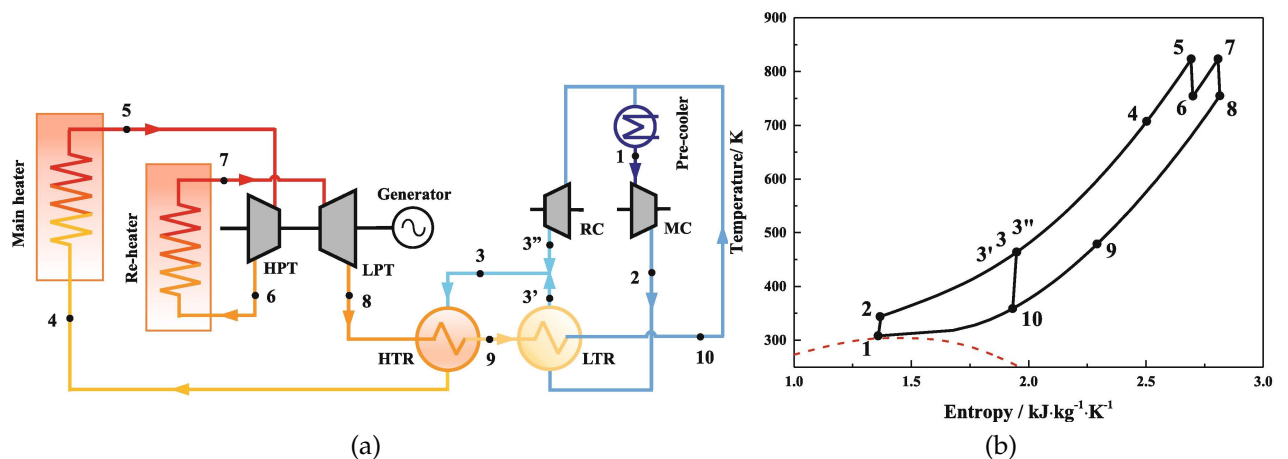 5
7
Generator
Main heater
Re-heater
HPT
LPT
6
8
4
3
3''
3'
HTR
9
LTR
10
RC
MC
1
2
Pre-cooler
(a)
(b)
Temperature/ K
900
800
700
600
500
400
300
1.0
1.5
2.0
2.5
3.0
Entropy / kJ·kg⁻¹·K⁻¹
5
7
6
8
4
3' 3 3''
9
2
10
1